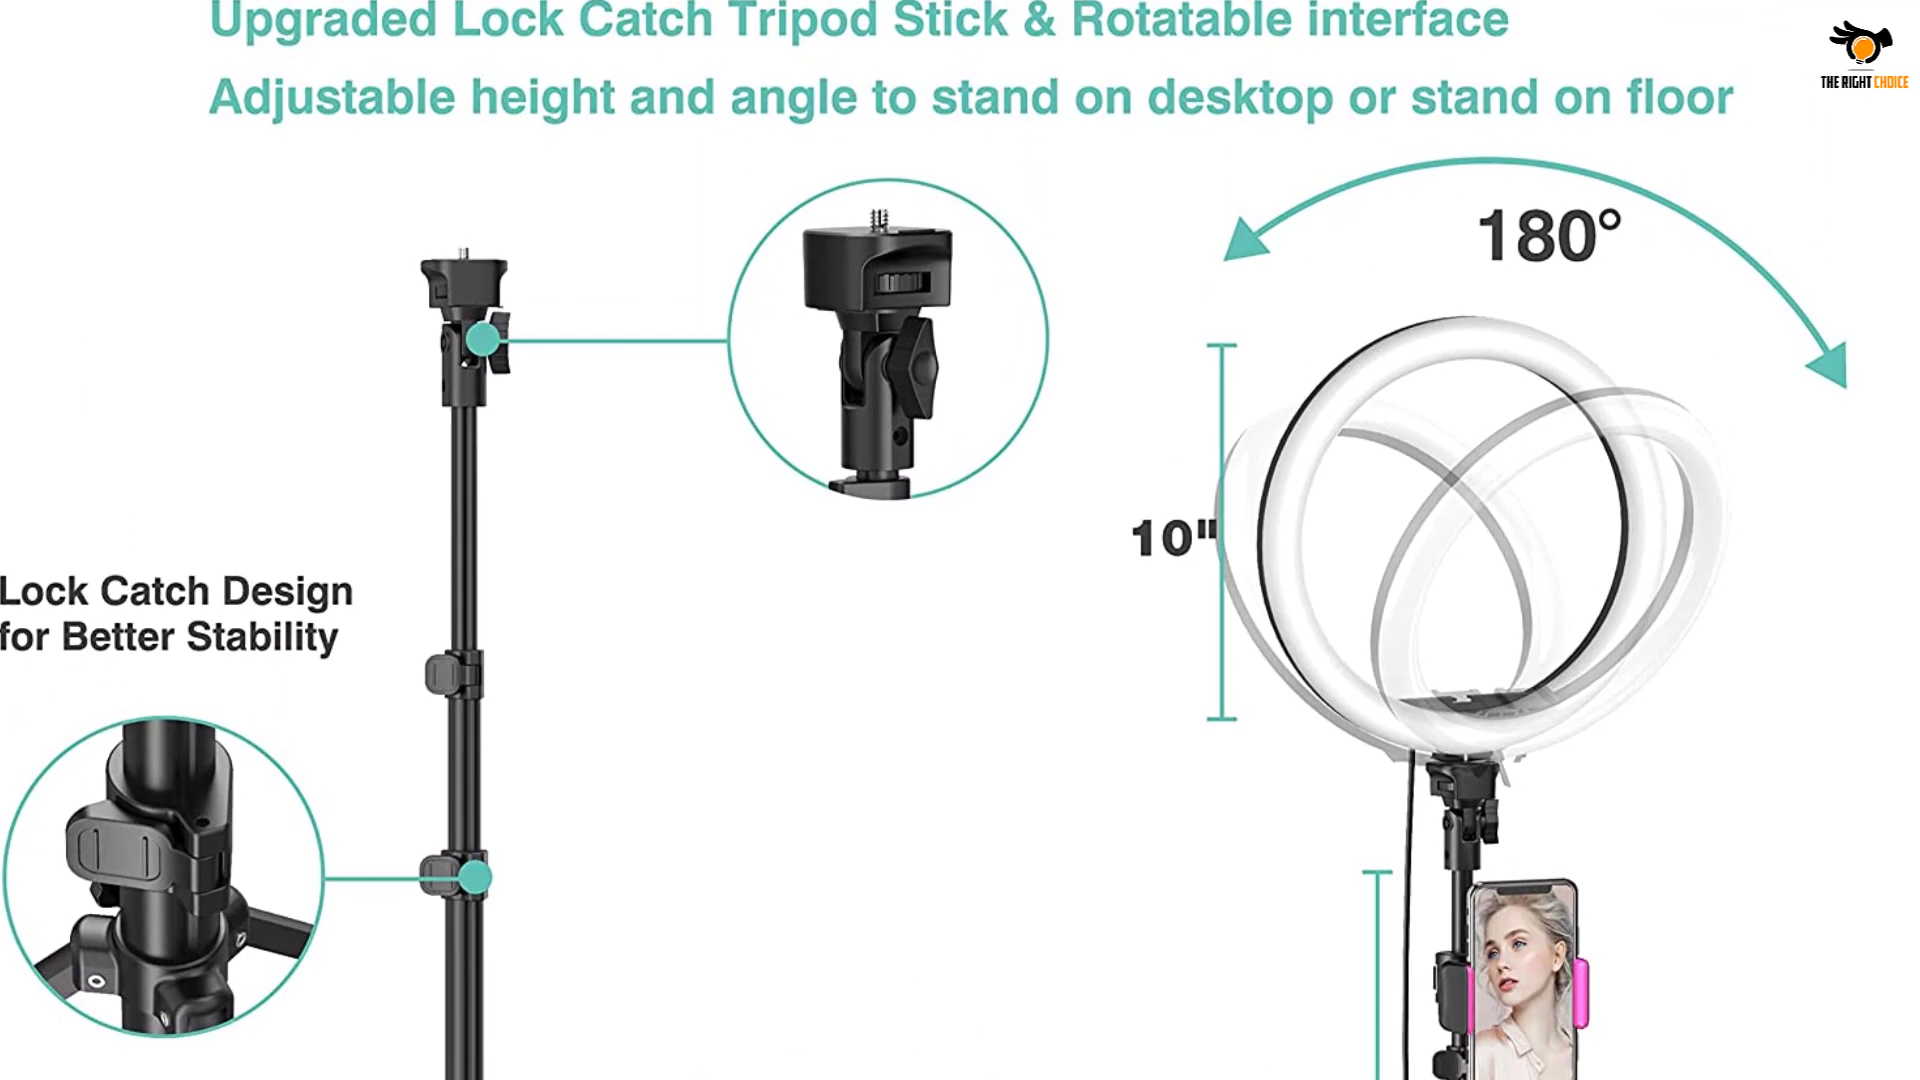 Upgraded Lock Catch Tripod Stick & Rotatable interface
Adjustable height and angle to stand on desktop or stand on floor
THE RIGHT CHOICE
180°
10"
Lock Catch Design
for Better Stability